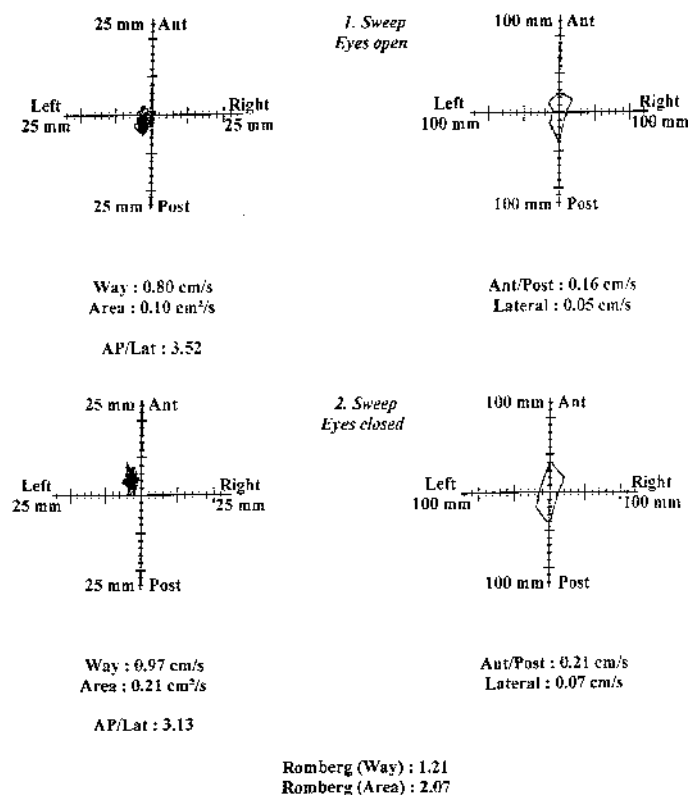 25 mm Ant
1. Sweep
Eyes open
100 mm Ant
Left
25 mm
Right
25 mm
Left
100 mm
Right
100 mm
25 mm Post
100 mm Post
Way : 0.80 cm/s
Area : 0.10 cm²/s
AP/Lat : 3.52
Ant/Post : 0.16 cm/s
Lateral : 0.05 cm/s
25 mm Ant
2. Sweep
Eyes closed
100 mm Ant
Left
25 mm
Right
25 mm
Left
100 mm
Right
100 mm
25 mm Post
100 mm Post
Way : 0.97 cm/s
Area : 0.21 cm²/s
AP/Lat : 3.13
Ant/Post : 0.21 cm/s
Lateral : 0.07 cm/s
Romberg (Way) : 1.21
Romberg (Area) : 2.07